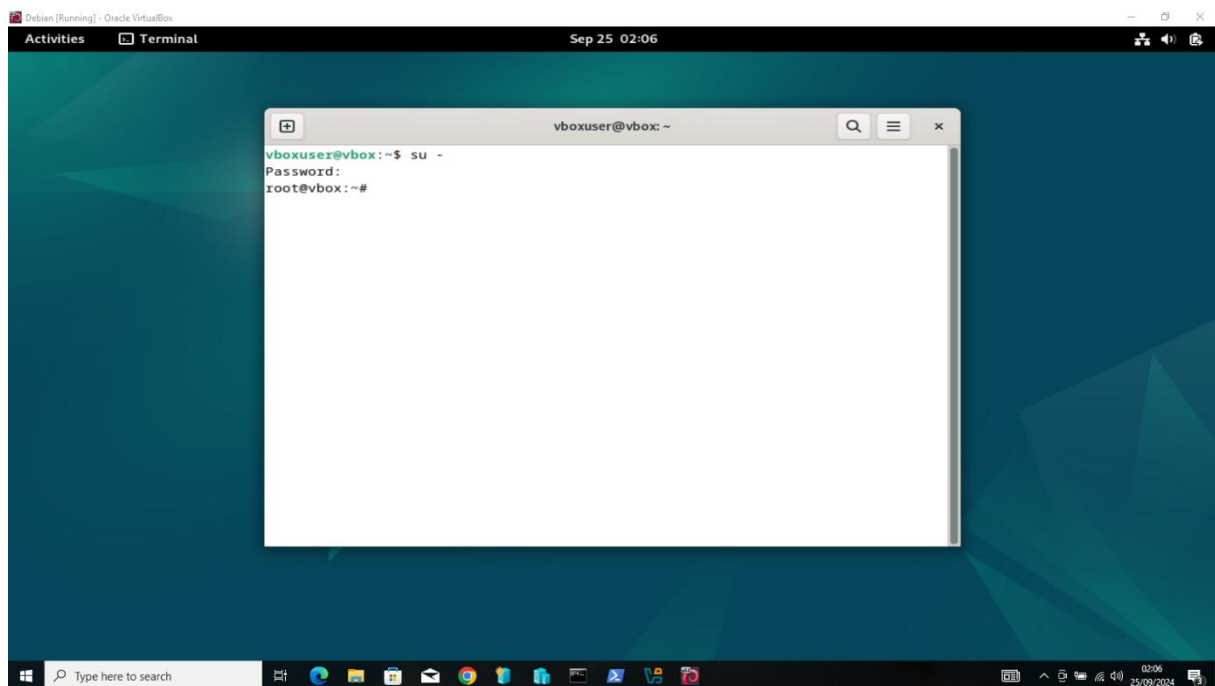 Debian [Running] - Oracle VirtualBox
Activities Terminal Sep 25 02:06
vboxuser@vbox: ~
vboxuser@vbox:~$ su -
Password:
root@vbox:~#
Type here to search
02:06
25/09/2024
3